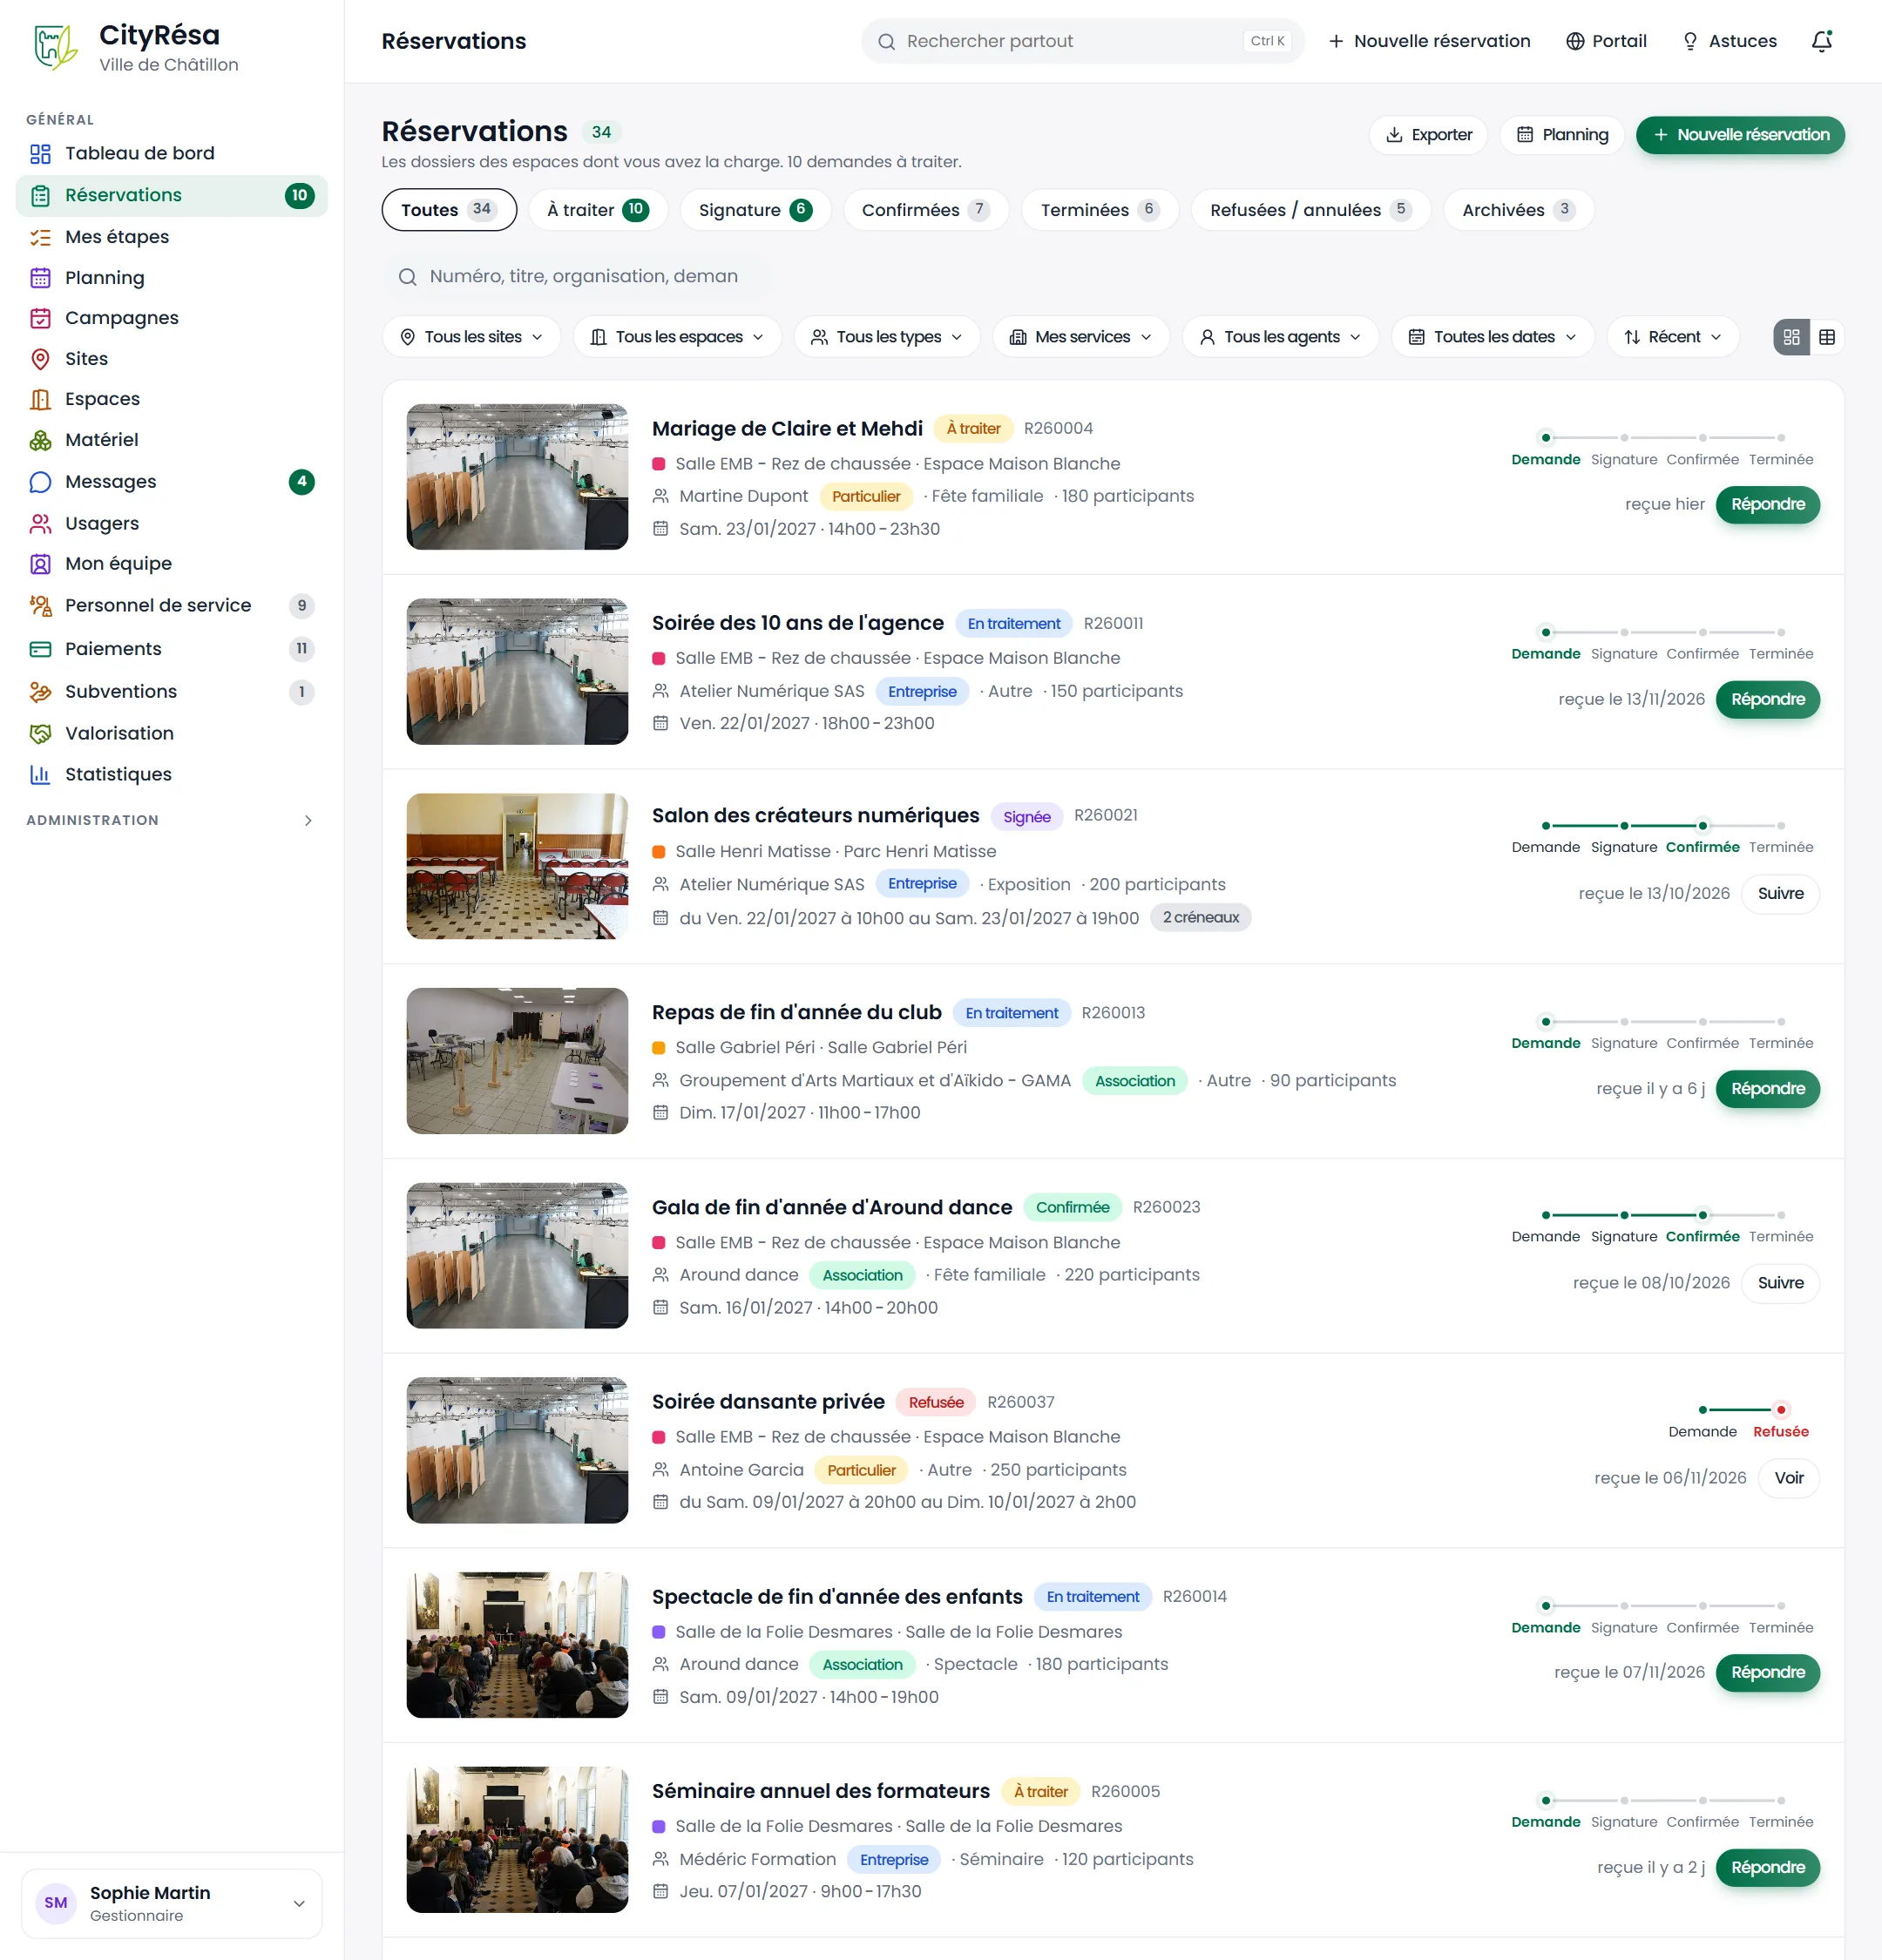 CityRésa
Ville de Châtillon
GÉNÉRAL
Tableau de bord
Réservations 10
Mes étapes
Planning
Campagnes
Sites
Espaces
Matériel
Messages 4
Usagers
Mon équipe
Personnel de service 9
Paiements 11
Subventions 1
Valorisation
Statistiques
ADMINISTRATION
SM Sophie Martin
Gestionnaire
Réservations
Rechercher partout Ctrl K
Nouvelle réservation
Portail
Astuces
Réservations 34
Les dossiers des espaces dont vous avez la charge. 10 demandes à traiter.
Exporter
Planning
+ Nouvelle réservation
Toutes 34
À traiter 10
Signature 6
Confirmées 7
Terminées 6
Refusées / annulées 5
Archivées 3
Numéro, titre, organisation, deman
Tous les sites
Tous les espaces
Tous les types
Mes services
Tous les agents
Toutes les dates
Récent
Mariage de Claire et Mehdi À traiter R260004
Salle EMB - Rez de chaussée · Espace Maison Blanche
Martine Dupont Particulier · Fête familiale · 180 participants
Sam. 23/01/2027 · 14h00 - 23h30
Demande Signature Confirmée Terminée
reçue hier Répondre
Soirée des 10 ans de l'agence En traitement R260011
Salle EMB - Rez de chaussée · Espace Maison Blanche
Atelier Numérique SAS Entreprise · Autre · 150 participants
Ven. 22/01/2027 · 18h00 - 23h00
Demande Signature Confirmée Terminée
reçue le 13/11/2026 Répondre
Salon des créateurs numériques Signée R260021
Salle Henri Matisse · Parc Henri Matisse
Atelier Numérique SAS Entreprise · Exposition · 200 participants
du Ven. 22/01/2027 à 10h00 au Sam. 23/01/2027 à 19h00 2 créneaux
Demande Signature Confirmée Terminée
reçue le 13/10/2026 Suivre
Repas de fin d'année du club En traitement R260013
Salle Gabriel Péri · Salle Gabriel Péri
Groupement d'Arts Martiaux et d'Aïkido - GAMA Association · Autre · 90 participants
Dim. 17/01/2027 · 11h00 - 17h00
Demande Signature Confirmée Terminée
reçue il y a 6 j Répondre
Gala de fin d'année d'Around dance Confirmée R260023
Salle EMB - Rez de chaussée · Espace Maison Blanche
Around dance Association · Fête familiale · 220 participants
Sam. 16/01/2027 · 14h00 - 20h00
Demande Signature Confirmée Terminée
reçue le 08/10/2026 Suivre
Soirée dansante privée Refusée R260037
Salle EMB - Rez de chaussée · Espace Maison Blanche
Antoine Garcia Particulier · Autre · 250 participants
du Sam. 09/01/2027 à 20h00 au Dim. 10/01/2027 à 2h00
Demande Refusée
reçue le 06/11/2026 Voir
Spectacle de fin d'année des enfants En traitement R260014
Salle de la Folie Desmares · Salle de la Folie Desmares
Around dance Association · Spectacle · 180 participants
Sam. 09/01/2027 · 14h00 - 19h00
Demande Signature Confirmée Terminée
reçue le 07/11/2026 Répondre
Séminaire annuel des formateurs À traiter R260005
Salle de la Folie Desmares · Salle de la Folie Desmares
Médéric Formation Entreprise · Séminaire · 120 participants
Jeu. 07/01/2027 · 9h00 - 17h30
Demande Signature Confirmée Terminée
reçue il y a 2 j Répondre